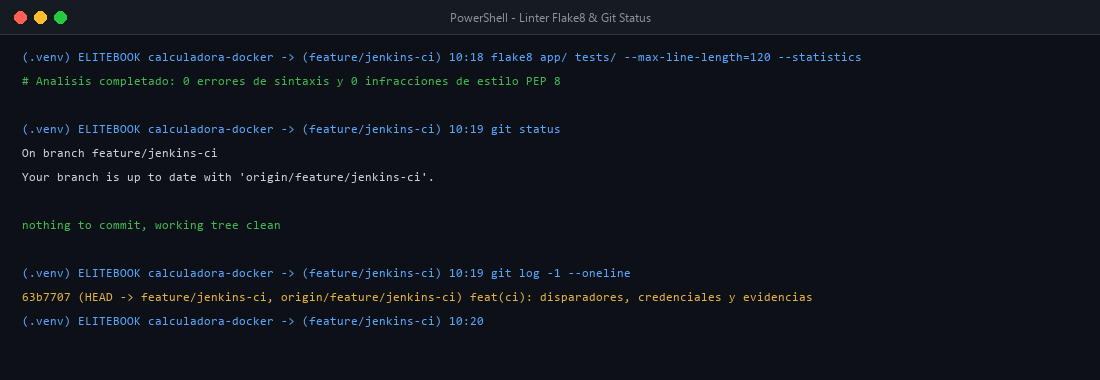 PowerShell - Linter Flake8 & Git Status
(.venv) ELITEBOOK calculadora-docker -> (feature/jenkins-ci) 10:18 flake8 app/ tests/ --max-line-length=120 --statistics
# Analisis completado: 0 errores de sintaxis y 0 infracciones de estilo PEP 8
(.venv) ELITEBOOK calculadora-docker -> (feature/jenkins-ci) 10:19 git status
On branch feature/jenkins-ci
Your branch is up to date with 'origin/feature/jenkins-ci'.
nothing to commit, working tree clean
(.venv) ELITEBOOK calculadora-docker -> (feature/jenkins-ci) 10:19 git log -1 --oneline
63b7707 (HEAD -> feature/jenkins-ci, origin/feature/jenkins-ci) feat(ci): disparadores, credenciales y evidencias
(.venv) ELITEBOOK calculadora-docker -> (feature/jenkins-ci) 10:20